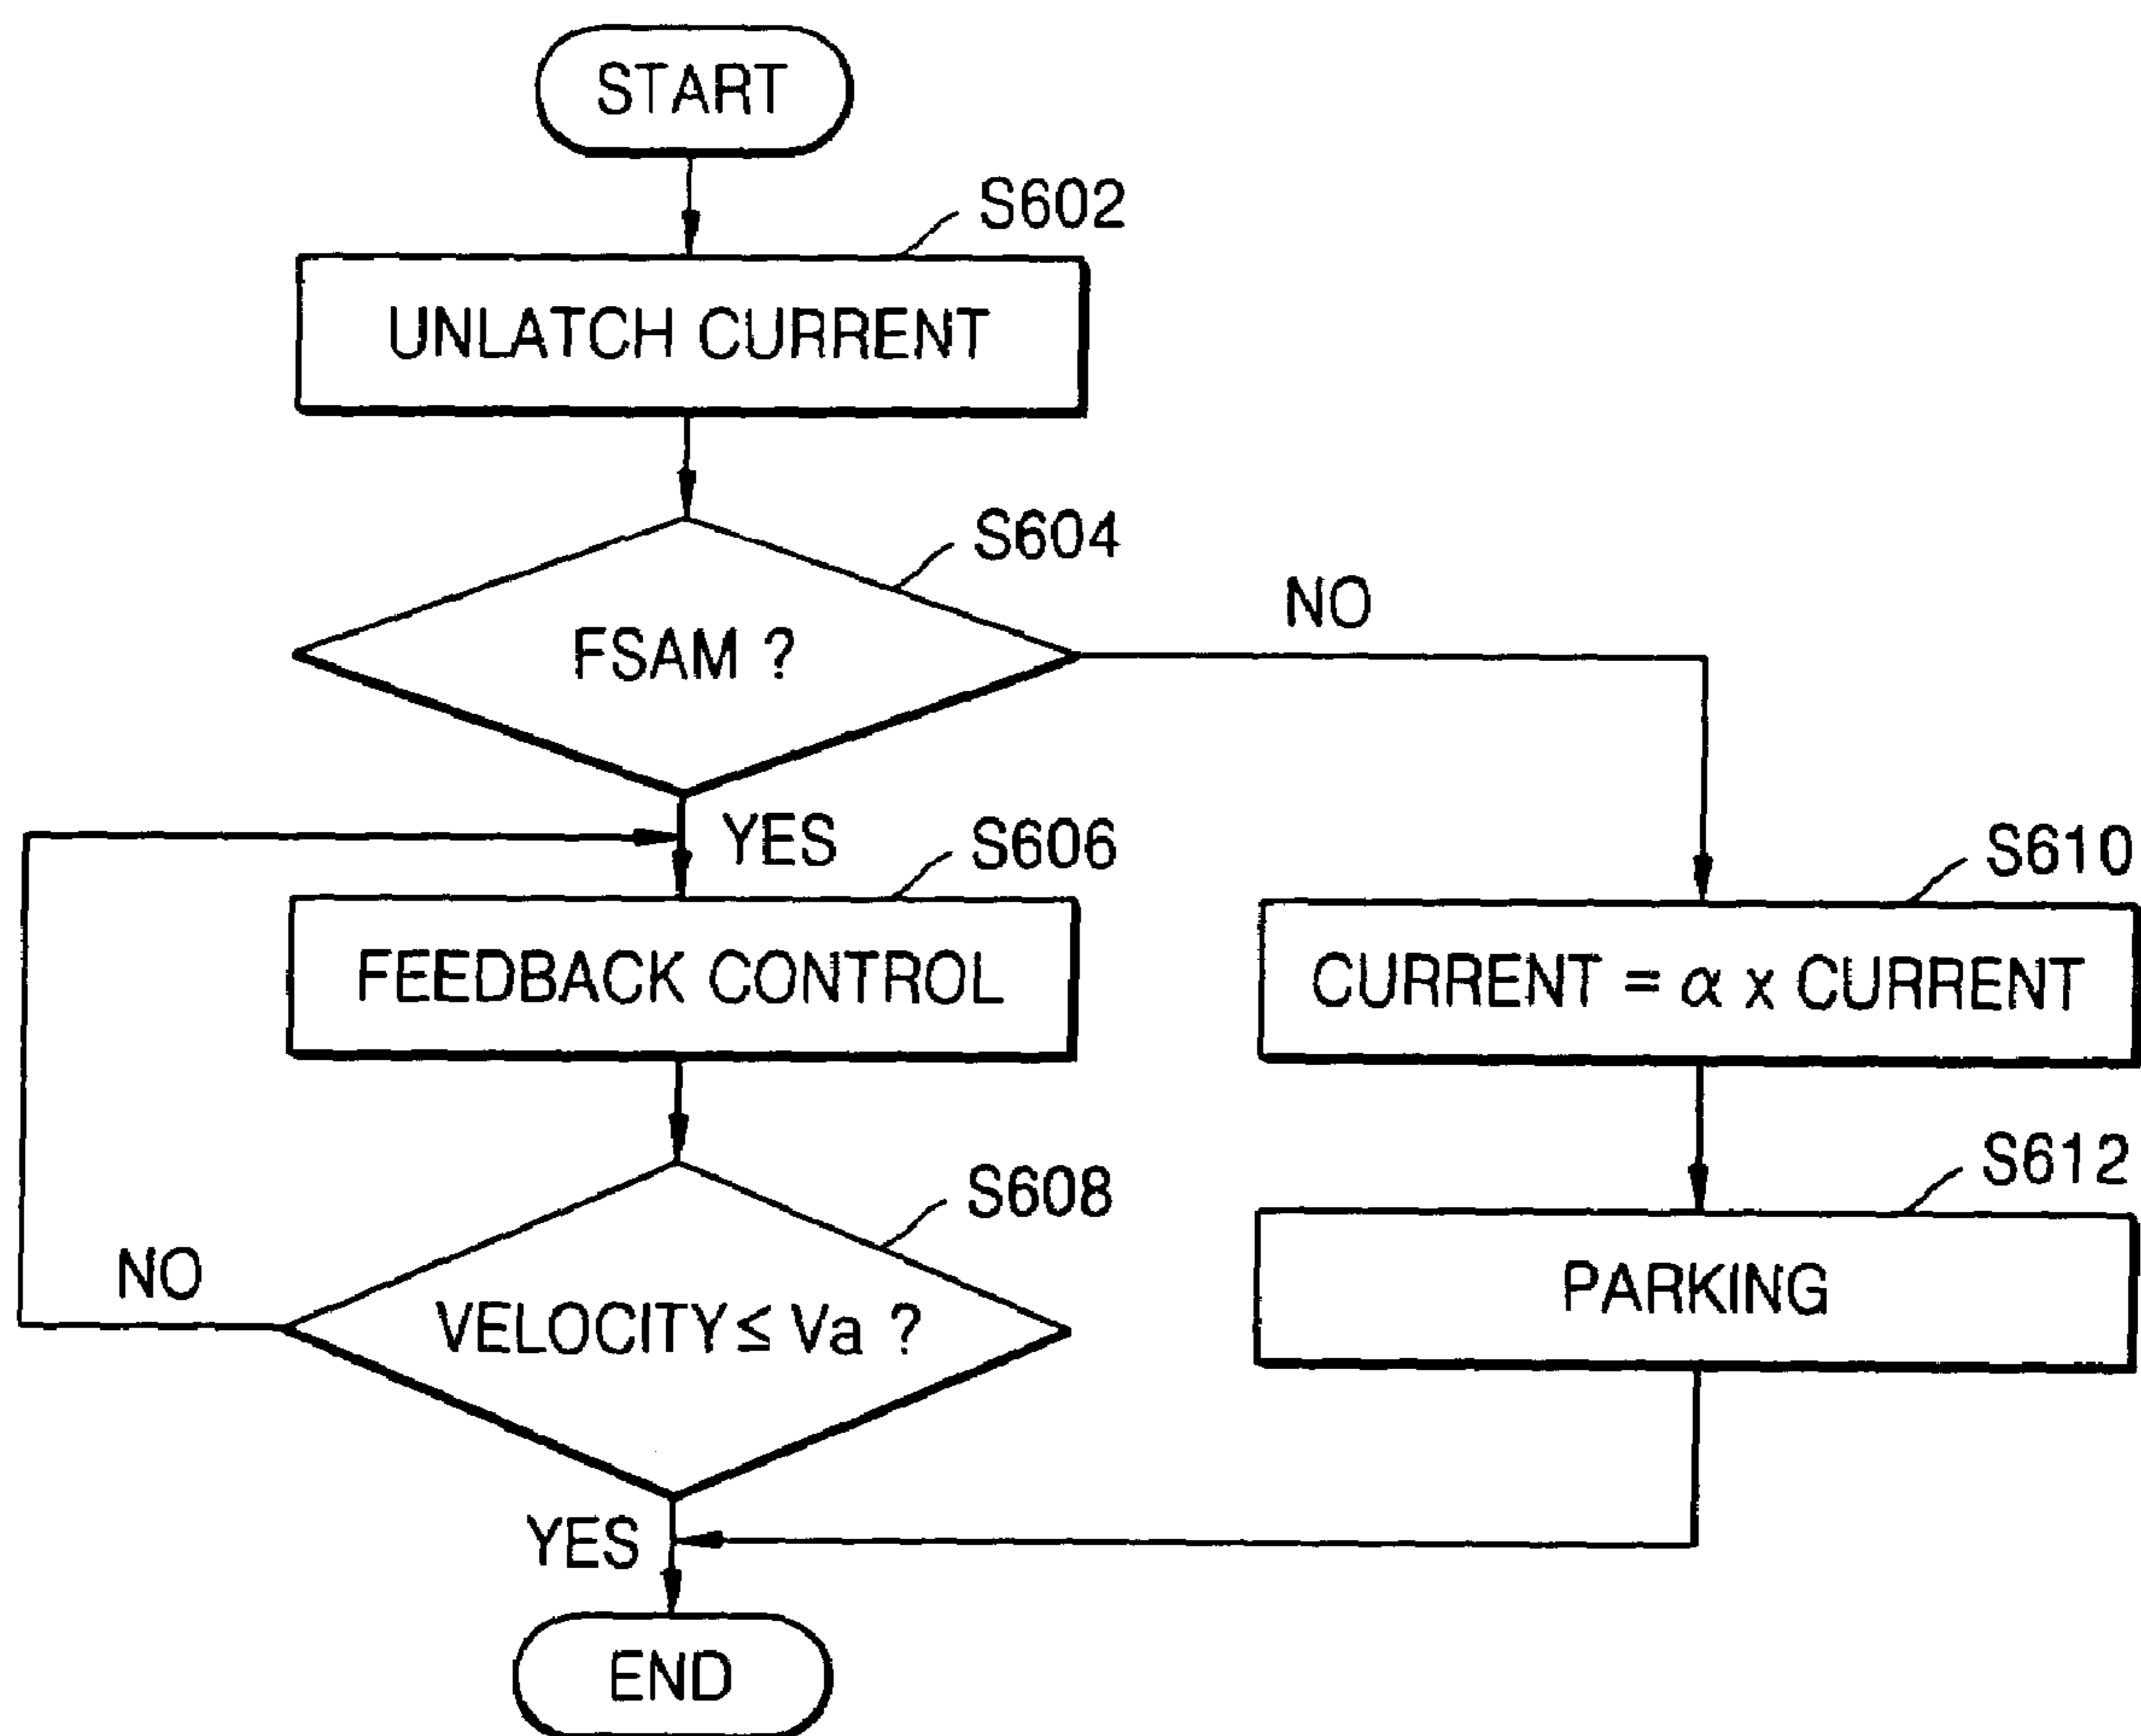 START
S602
UNLATCH CURRENT
S604
FSAM ?
NO
YES
S606
FEEDBACK CONTROL
S610
CURRENT = α x CURRENT
S608
VELOCITY ≤ Va ?
NO
S612
PARKING
YES
END